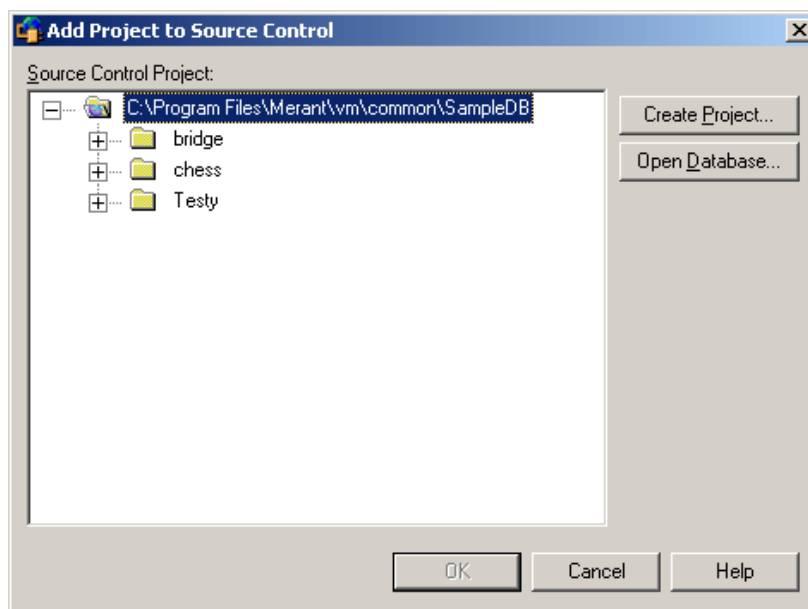 Add Project to Source Control
Source Control Project:
C:\Program Files\Merant\vm\common\SampleDB
bridge
chess
Testy
Create Project...
Open Database...
OK
Cancel
Help